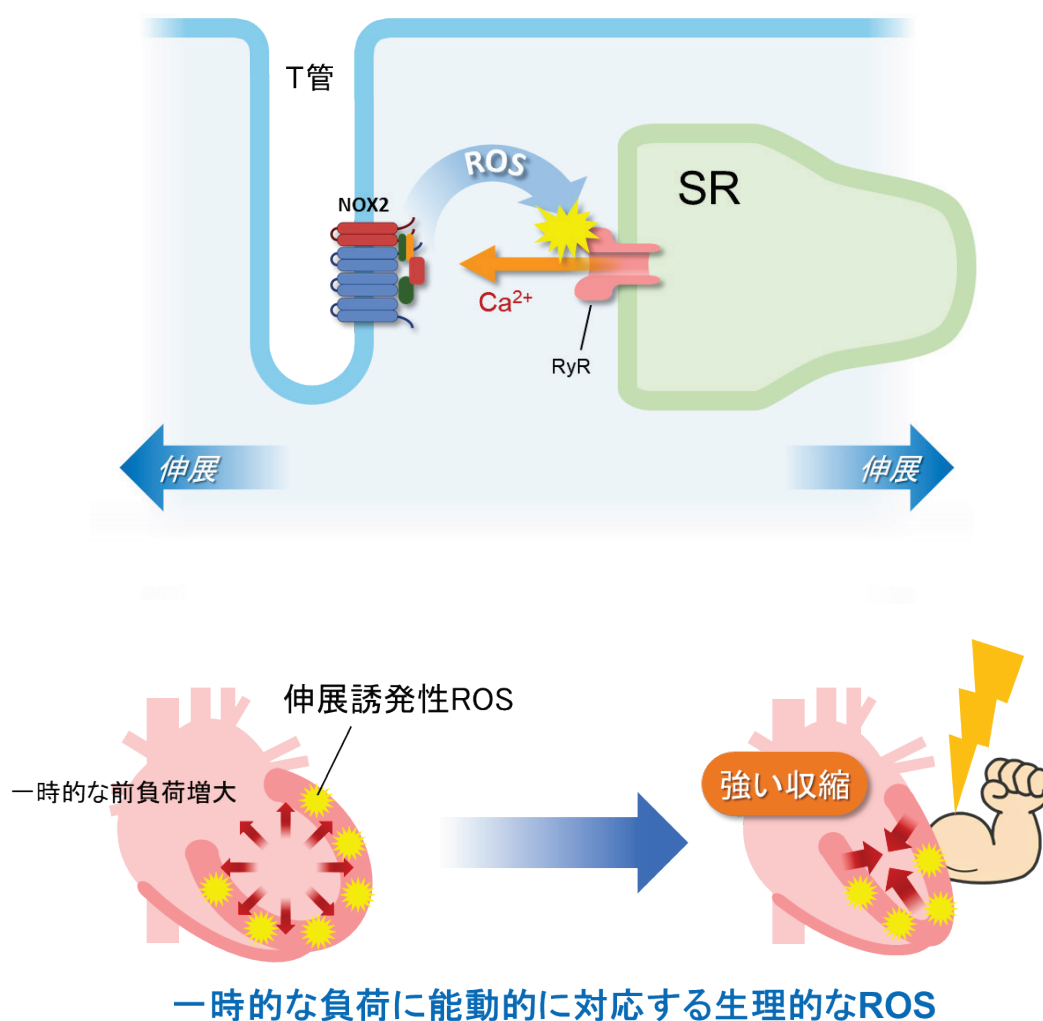 T管
ROS
SR
NOX2
Ca²⁺
RyR
伸展
伸展
伸展誘発性ROS
一時的な前負荷増大
強い収縮
一時的な負荷に能動的に対応する生理的なROS